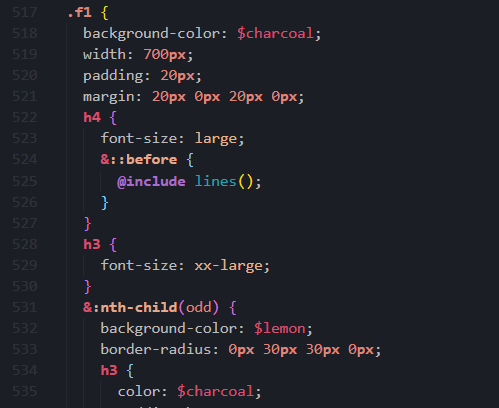 517 .f1 {
518 background-color: $charcoal;
519 width: 700px;
520 padding: 20px;
521 margin: 20px 0px 20px 0px;
522 h4 {
523 font-size: large;
524 &::before {
525 @include lines();
526 }
527 }
528 h3 {
529 font-size: xx-large;
530 }
531 &:nth-child(odd) {
532 background-color: $lemon;
533 border-radius: 0px 30px 30px 0px;
534 h3 {
535 color: $charcoal;